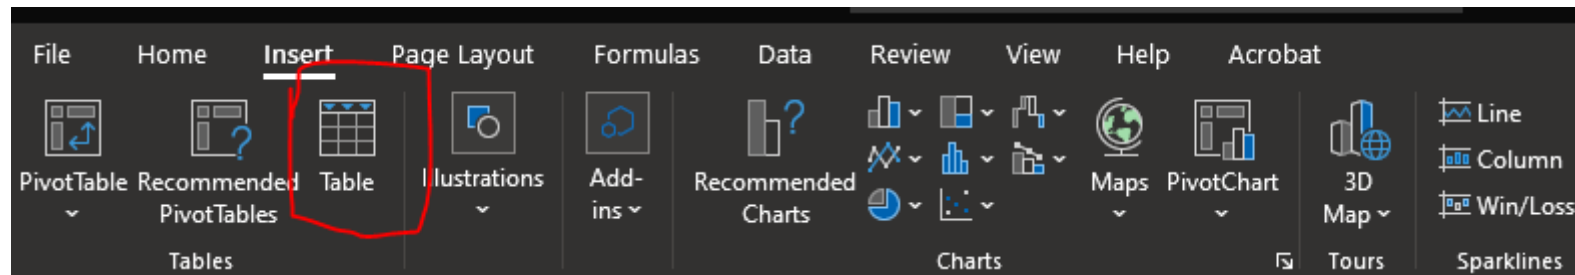 File Home Insert Page Layout Formulas Data Review View Help Acrobat
PivotTable
Recommended
PivotTables
Table
Illustrations
Add-
ins
Recommended
Charts
Maps
PivotChart
3D
Map
Line
Column
Win/Loss
Tables
Charts
Tours
Sparklines